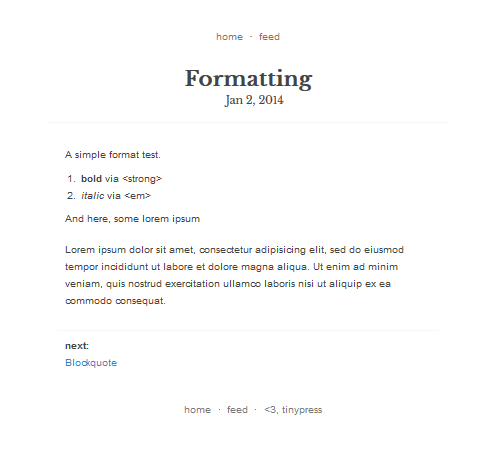 home · feed
Formatting
Jan 2, 2014
A simple format test.
1. bold via <strong>
2. italic via <em>
And here, some lorem ipsum
Lorem ipsum dolor sit amet, consectetur adipisicing elit, sed do eiusmod
tempor incididunt ut labore et dolore magna aliqua. Ut enim ad minim
veniam, quis nostrud exercitation ullamco laboris nisi ut aliquip ex ea
commodo consequat.
next:
Blockquote
home · feed · <3, tinypress